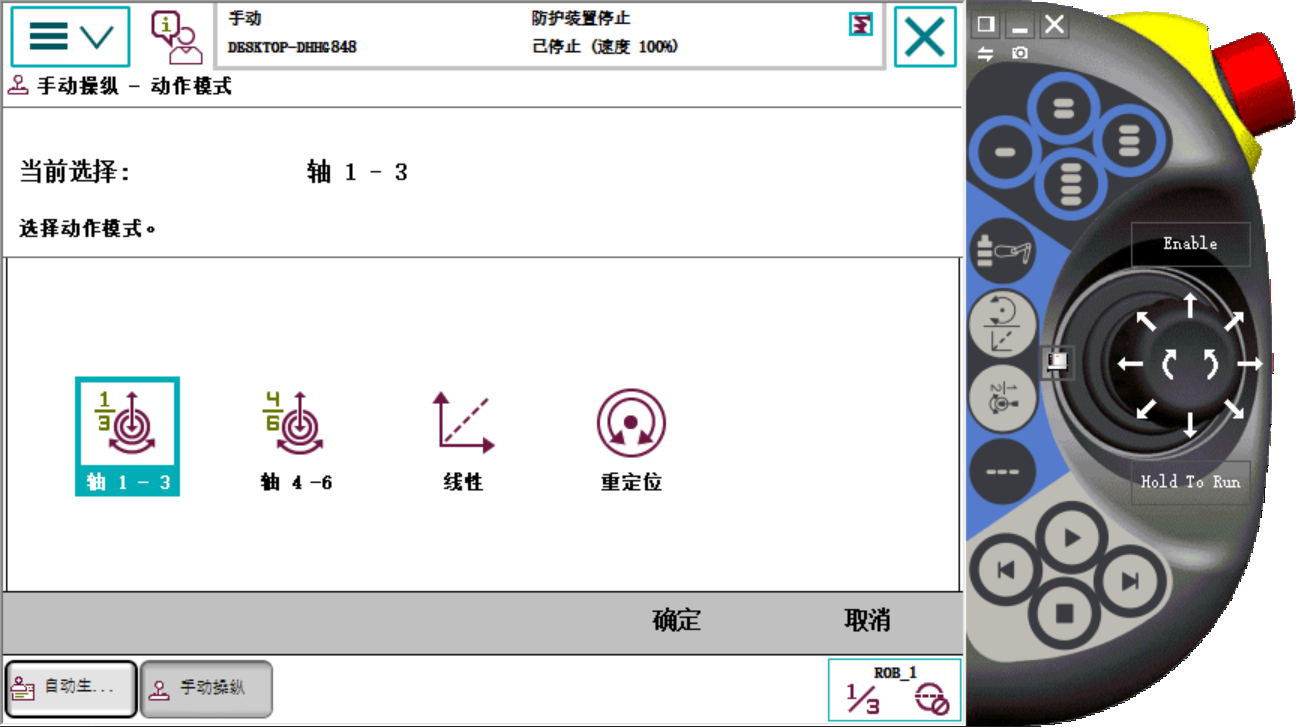 手动
防护装置停止
DESKTOP-DHHG848
已停止 (速度 100%)
手动操纵 - 动作模式
当前选择: 轴 1 - 3
选择动作模式。
Enable
1/3
4/6
轴 1 - 3
轴 4 -6
线性
重定位
Hold To Run
确定
取消
自动生...
手动操纵
ROB_1
1/3